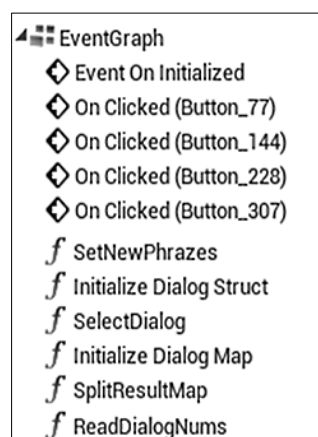 EventGraph
Event On Initialized
On Clicked (Button_77)
On Clicked (Button_144)
On Clicked (Button_228)
On Clicked (Button_307)
f SetNewPhrazes
f Initialize Dialog Struct
f SelectDialog
f Initialize Dialog Map
f SplitResultMap
f ReadDialogNums